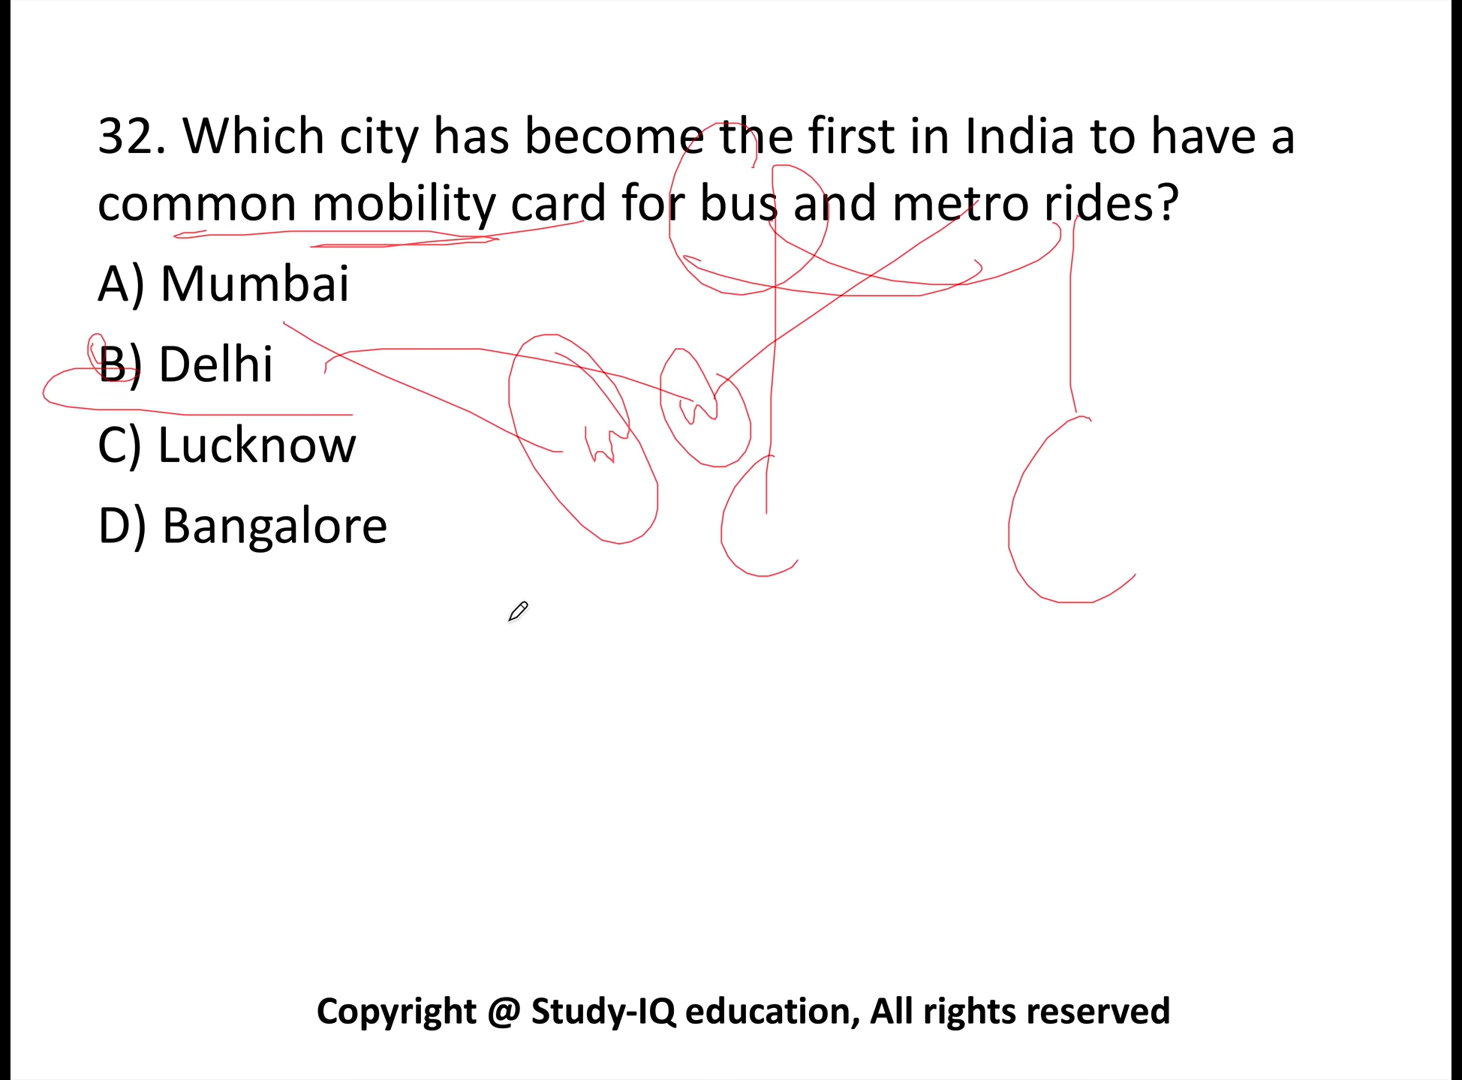 32. Which city has become the first in India to have a
common mobility card for bus and metro rides?
A) Mumbai
B) Delhi
C) Lucknow
D) Bangalore
Copyright @ Study-IQ education, All rights reserved